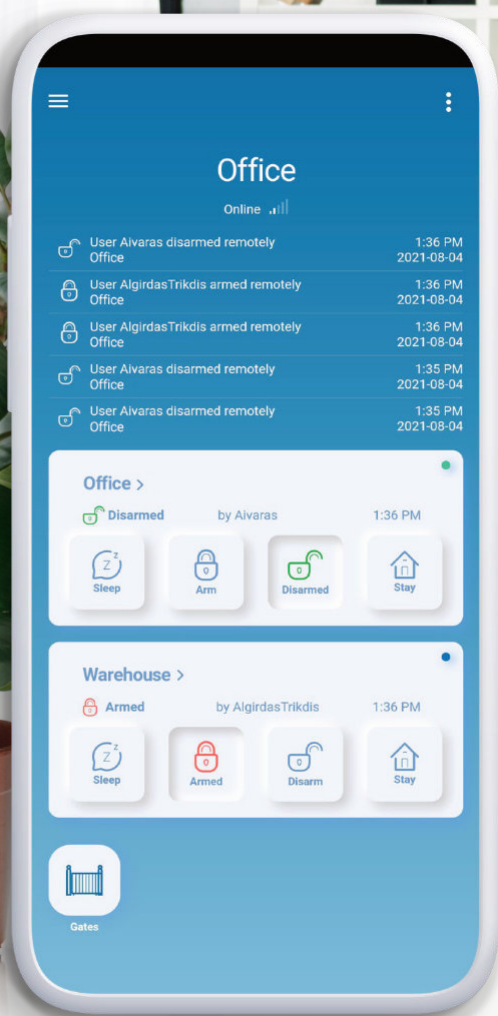 Office
Online
User Aivaras disarmed remotely 1:36 PM
Office 2021-08-04
User AlgirdasTrikdis armed remotely 1:36 PM
Office 2021-08-04
User AlgirdasTrikdis armed remotely 1:36 PM
Office 2021-08-04
User Aivaras disarmed remotely 1:35 PM
Office 2021-08-04
User Aivaras disarmed remotely 1:35 PM
Office 2021-08-04
Office >
Disarmed by Aivaras 1:36 PM
z z
Sleep Arm Disarmed Stay
Warehouse >
Armed by AlgirdasTrikdis 1:36 PM
z z
Sleep Armed Disarm Stay
Gates